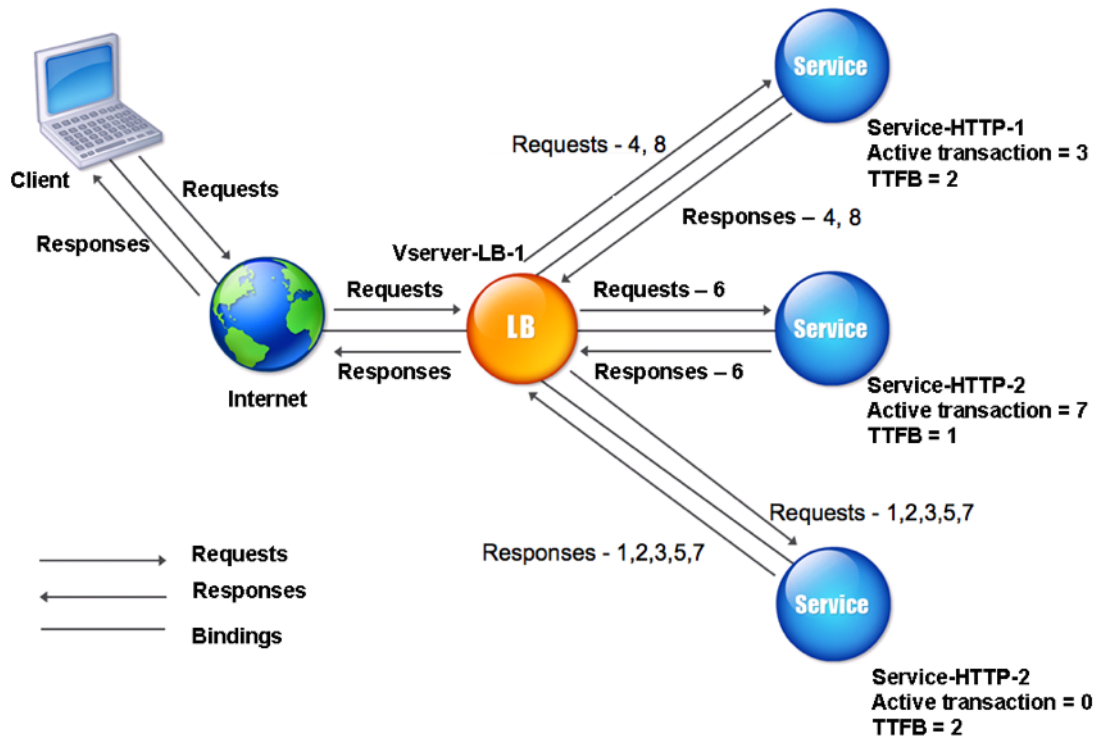 Service
Service-HTTP-1
Active transaction = 3
TTFB = 2
Requests - 4, 8
Responses – 4, 8
Client
Requests
Responses
Vserver-LB-1
Requests
LB
Responses
Internet
Requests – 6
Responses – 6
Service
Service-HTTP-2
Active transaction = 7
TTFB = 1
Requests - 1,2,3,5,7
Responses - 1,2,3,5,7
Service
Service-HTTP-2
Active transaction = 0
TTFB = 2
Requests
Responses
Bindings